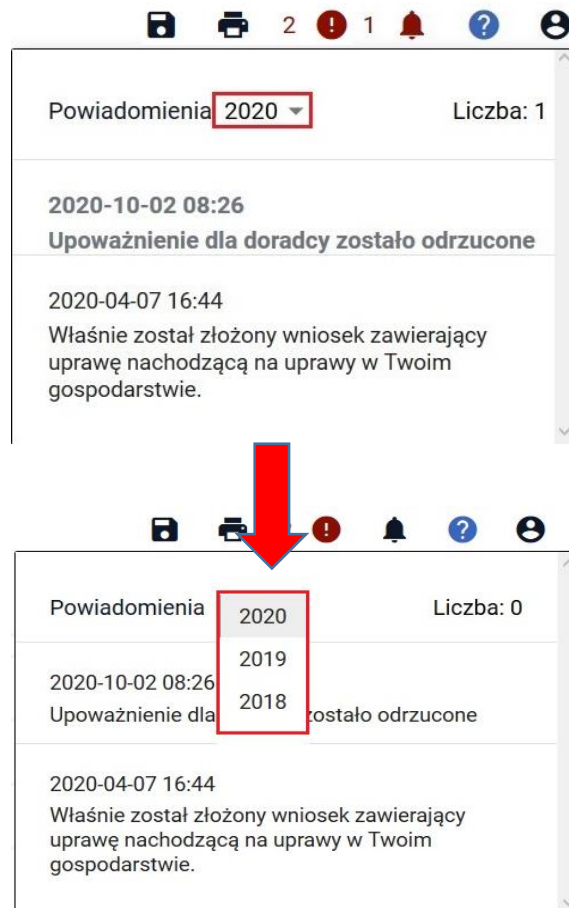 2 ! 1 ?
Powiadomienia 2020 Liczba: 1
2020-10-02 08:26
Upoważnienie dla doradcy zostało odrzucone
2020-04-07 16:44
Właśnie został złożony wniosek zawierający
uprawę nachodzącą na uprawy w Twoim
gospodarstwie.
! ?
Powiadomienia 2020 Liczba: 0
2019
2018
2020-10-02 08:26
Upoważnienie dla zostało odrzucone
2020-04-07 16:44
Właśnie został złożony wniosek zawierający
uprawę nachodzącą na uprawy w Twoim
gospodarstwie.